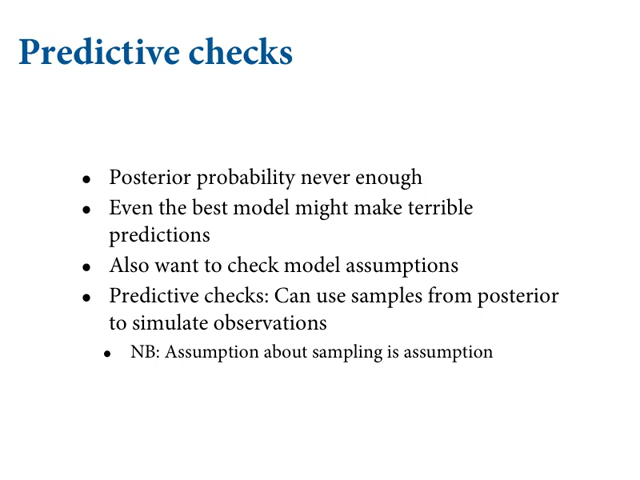 Predictive checks
• Posterior probability never enough
• Even the best model might make terrible
predictions
• Also want to check model assumptions
• Predictive checks: Can use samples from posterior
to simulate observations
• NB: Assumption about sampling is assumption